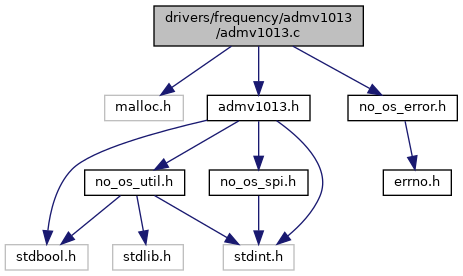 drivers/frequency/admv1013
/admv1013.c
malloc.h
admv1013.h
no_os_error.h
no_os_util.h
no_os_spi.h
errno.h
stdbool.h
stdlib.h
stdint.h